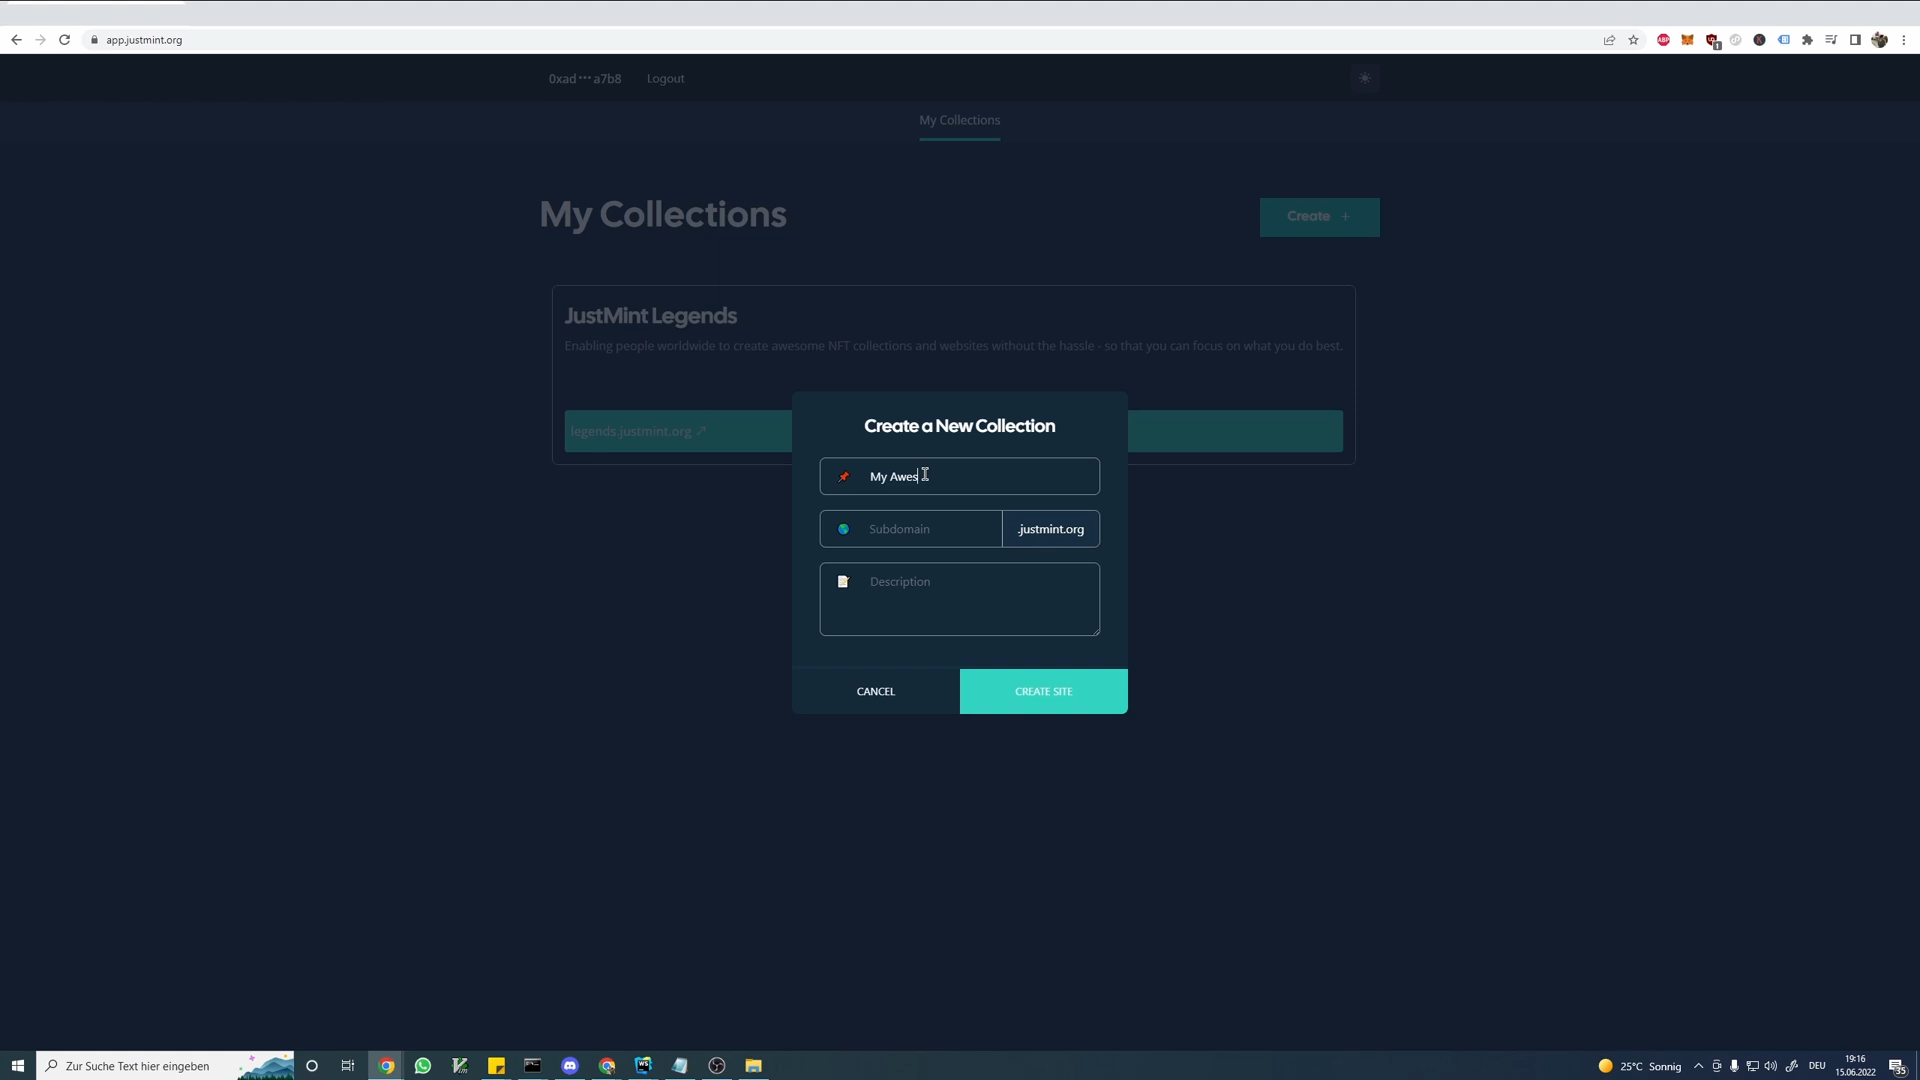 app.justmint.org
0xad•••a7b8 Logout
My Collections
My Collections
Create +
JustMint Legends
Enabling people worldwide to create awesome NFT collections and websites without the hassle - so that you can focus on what you do best.
legends.justmint.org ↗
Create a New Collection
My Awes
Subdomain .justmint.org
Description
CANCEL CREATE SITE
Zur Suche Text hier eingeben
25°C Sonnig DEU 19:16
15.06.2022
35